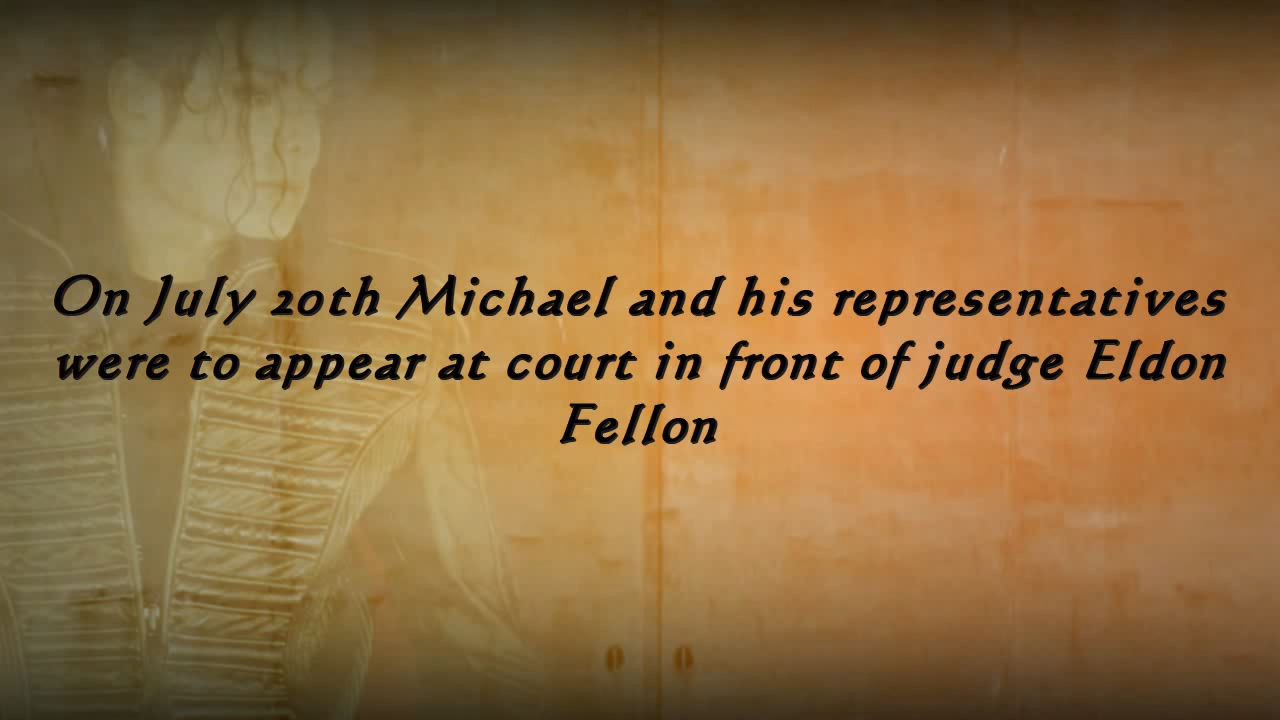 On July 20th Michael and his representatives
were to appear at court in front of judge Eldon
Fellon